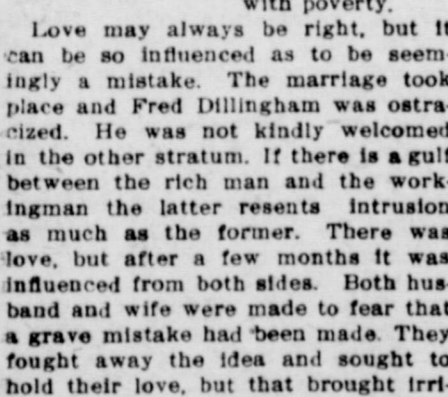 with poverty.
Love may always be right, but it
can be so influenced as to be seem-
ingly a mistake. The marriage took
place and Fred Dillingham was ostra-
cized. He was not kindly welcomed
in the other stratum. If there is a gulf
between the rich man and the work-
ingman the latter resents intrusion
as much as the former. There was
love, but after a few months it was
influenced from both sides. Both hus-
band and wife were made to fear that
a grave mistake had been made. They
fought away the idea and sought to
hold their love, but that brought irri-